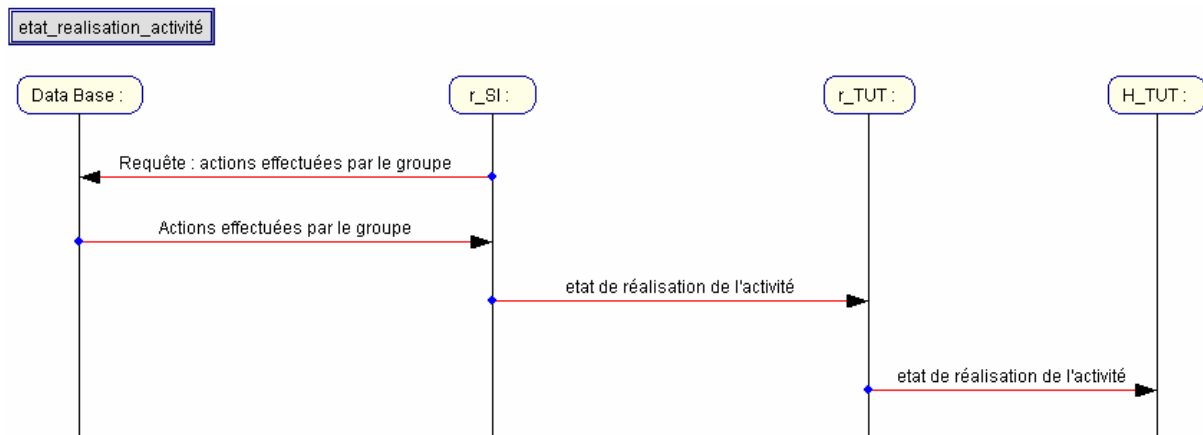 etat_realisation_activité
Data Base :
r_SI :
r_TUT :
H_TUT :
Requête : actions effectuées par le groupe
Actions effectuées par le groupe
etat de réalisation de l'activité
etat de réalisation de l'activité